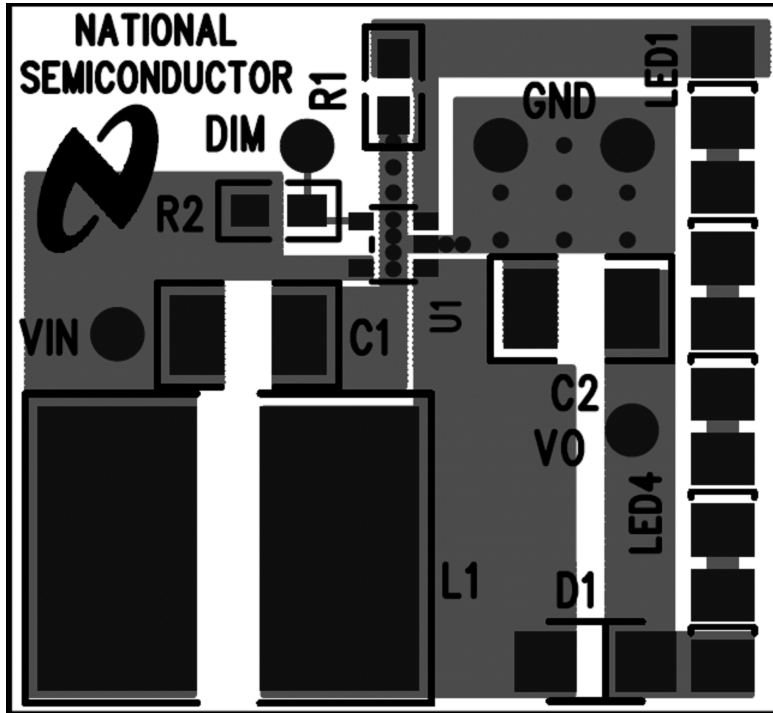 NATIONAL
SEMICONDUCTOR
R1
LED1
GND
DIM
R2
U1
VIN
C1
C2
VO
LED4
L1
D1